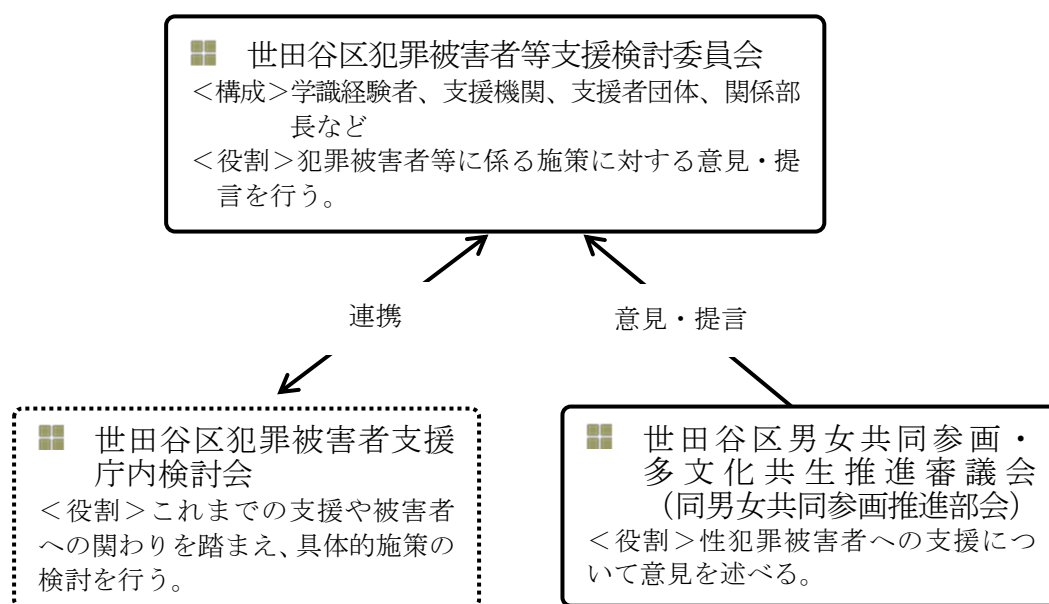 世田谷区犯罪被害者等支援検討委員会
＜構成＞学識経験者、支援機関、支援者団体、関係部
長など
＜役割＞犯罪被害者等に係る施策に対する意見・提
言を行う。
連携
意見・提言
世田谷区犯罪被害者支援
庁内検討会
＜役割＞これまでの支援や被害者
への関わりを踏まえ、具体的施策の
検討を行う。
世田谷区男女共同参画・
多文化共生推進審議会
（同男女共同参画推進部会）
＜役割＞性犯罪被害者への支援につ
いて意見を述べる。